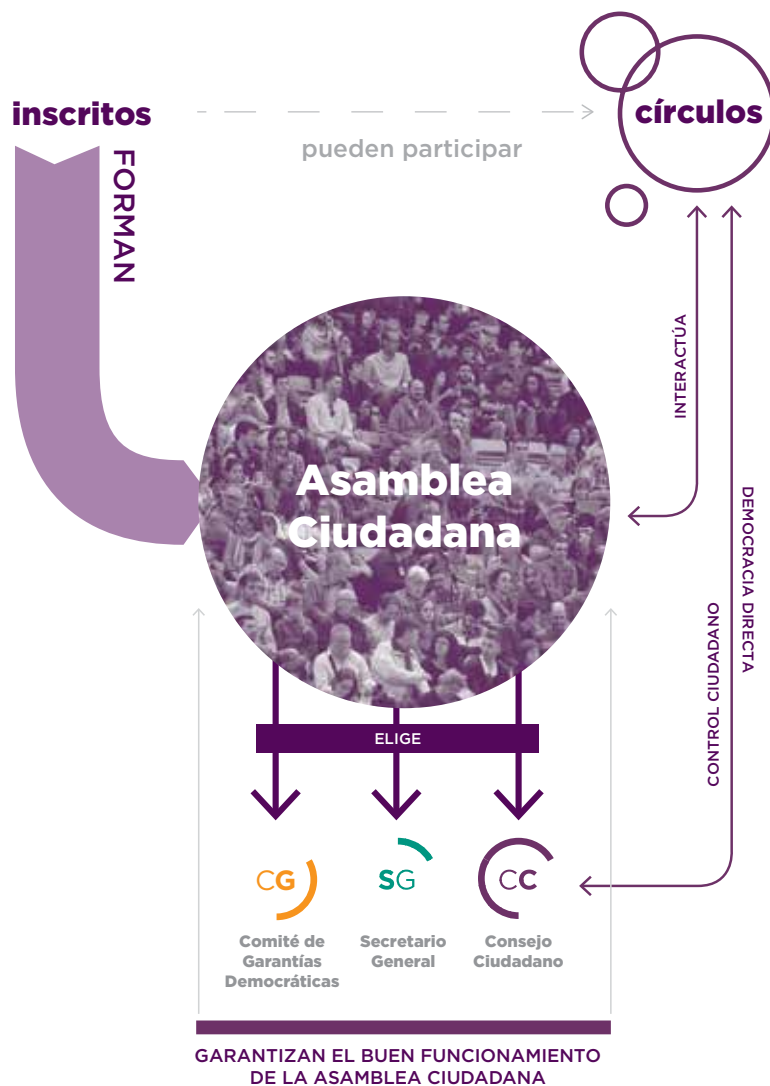 inscritos
círculos
pueden participar
FORMAN
INTERACTÚA
Asamblea
Ciudadana
DEMOCRACIA DIRECTA
CONTROL CIUDADANO
ELIGE
CG
SG
CC
Comité de
Garantías
Democráticas
Secretario
General
Consejo
Ciudadano
GARANTIZAN EL BUEN FUNCIONAMIENTO
DE LA ASAMBLEA CIUDADANA